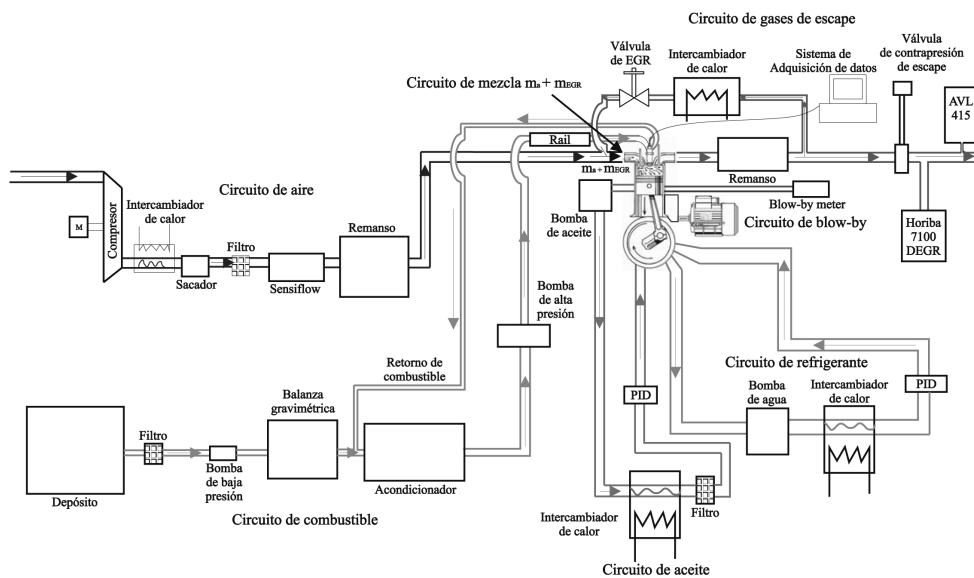 Circuito de gases de escape
Válvula
de EGR
Intercambiador
de calor
Sistema de
Adquisición de datos
Válvula
de contrapresión
de escape
AVL
415
Circuito de mezcla mₐ + mEGR
Rail
mₐ + mEGR
Remanso
Blow-by meter
Circuito de blow-by
Horiba
7100
DEGR
Circuito de aire
Compresor
M
Intercambiador
de calor
Sacador
Filtro
Sensiflow
Remanso
Bomba
de aceite
Bomba
de alta
presión
Retorno de
combustible
Circuito de refrigerante
PID
PID
Bomba
de agua
Intercambiador
de calor
Balanza
gravimétrica
Filtro
Bomba
de baja
presión
Acondicionador
Depósito
Circuito de combustible
Intercambiador
de calor
Filtro
Circuito de aceite